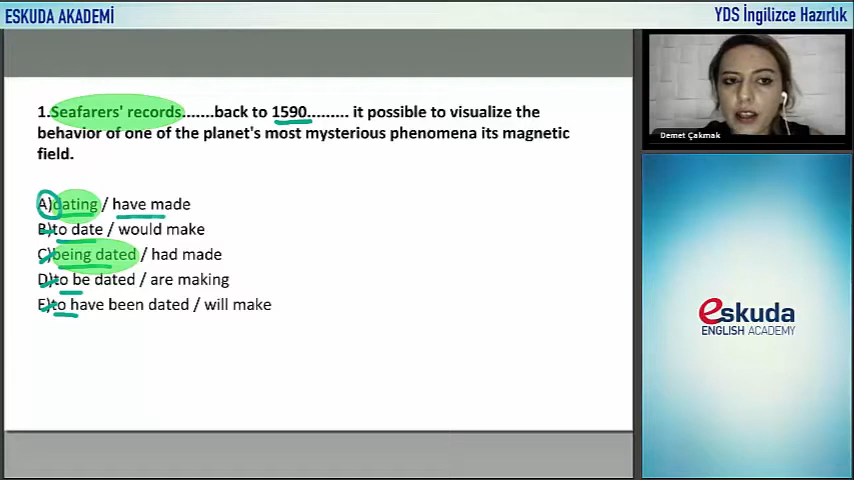 ESKUDA AKADEMİ
YDS İngilizce Hazırlık
1.Seafarers' records.......back to 1590......... it possible to visualize the
behavior of one of the planet's most mysterious phenomena its magnetic
field.
A)dating / have made
B)to date / would make
C)being dated / had made
D)to be dated / are making
E)to have been dated / will make
Demet Çakmak
eskuda
ENGLISH ACADEMY